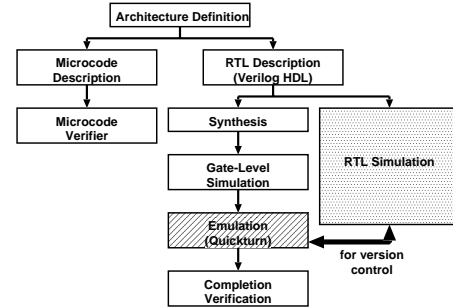 Architecture Definition
Microcode
Description
RTL Description
(Verilog HDL)
Microcode
Verifier
Synthesis
RTL Simulation
Gate-Level
Simulation
Emulation
(Quickturn)
for version
control
Completion
Verification